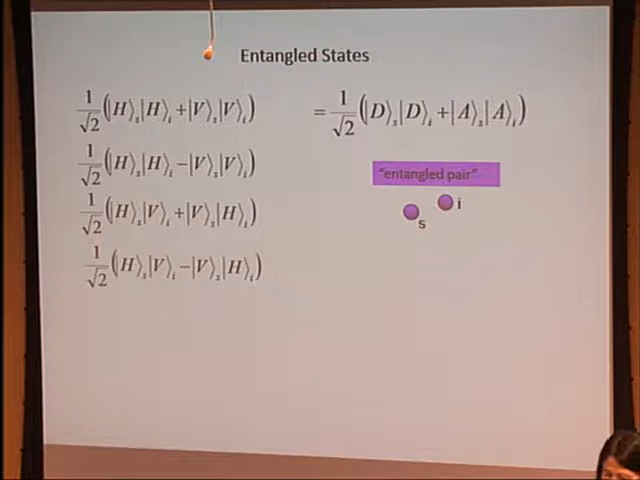 Entangled States
1/√2 (|H⟩ₛ|H⟩ᵢ + |V⟩ₛ|V⟩ᵢ) = 1/√2 (|D⟩ₛ|D⟩ᵢ + |A⟩ₛ|A⟩ᵢ)
1/√2 (|H⟩ₛ|H⟩ᵢ − |V⟩ₛ|V⟩ᵢ)
1/√2 (|H⟩ₛ|V⟩ᵢ + |V⟩ₛ|H⟩ᵢ)
1/√2 (|H⟩ₛ|V⟩ᵢ − |V⟩ₛ|H⟩ᵢ)
"entangled pair"
i
s